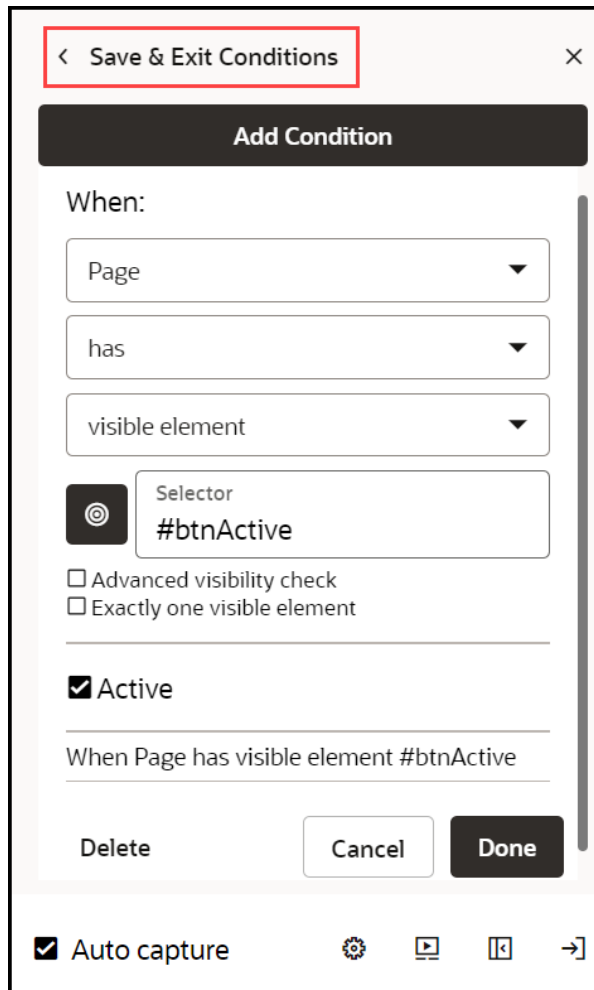 Save & Exit Conditions
Add Condition
When:
Page
has
visible element
Selector
#btnActive
Advanced visibility check
Exactly one visible element
Active
When Page has visible element #btnActive
Delete
Cancel
Done
Auto capture